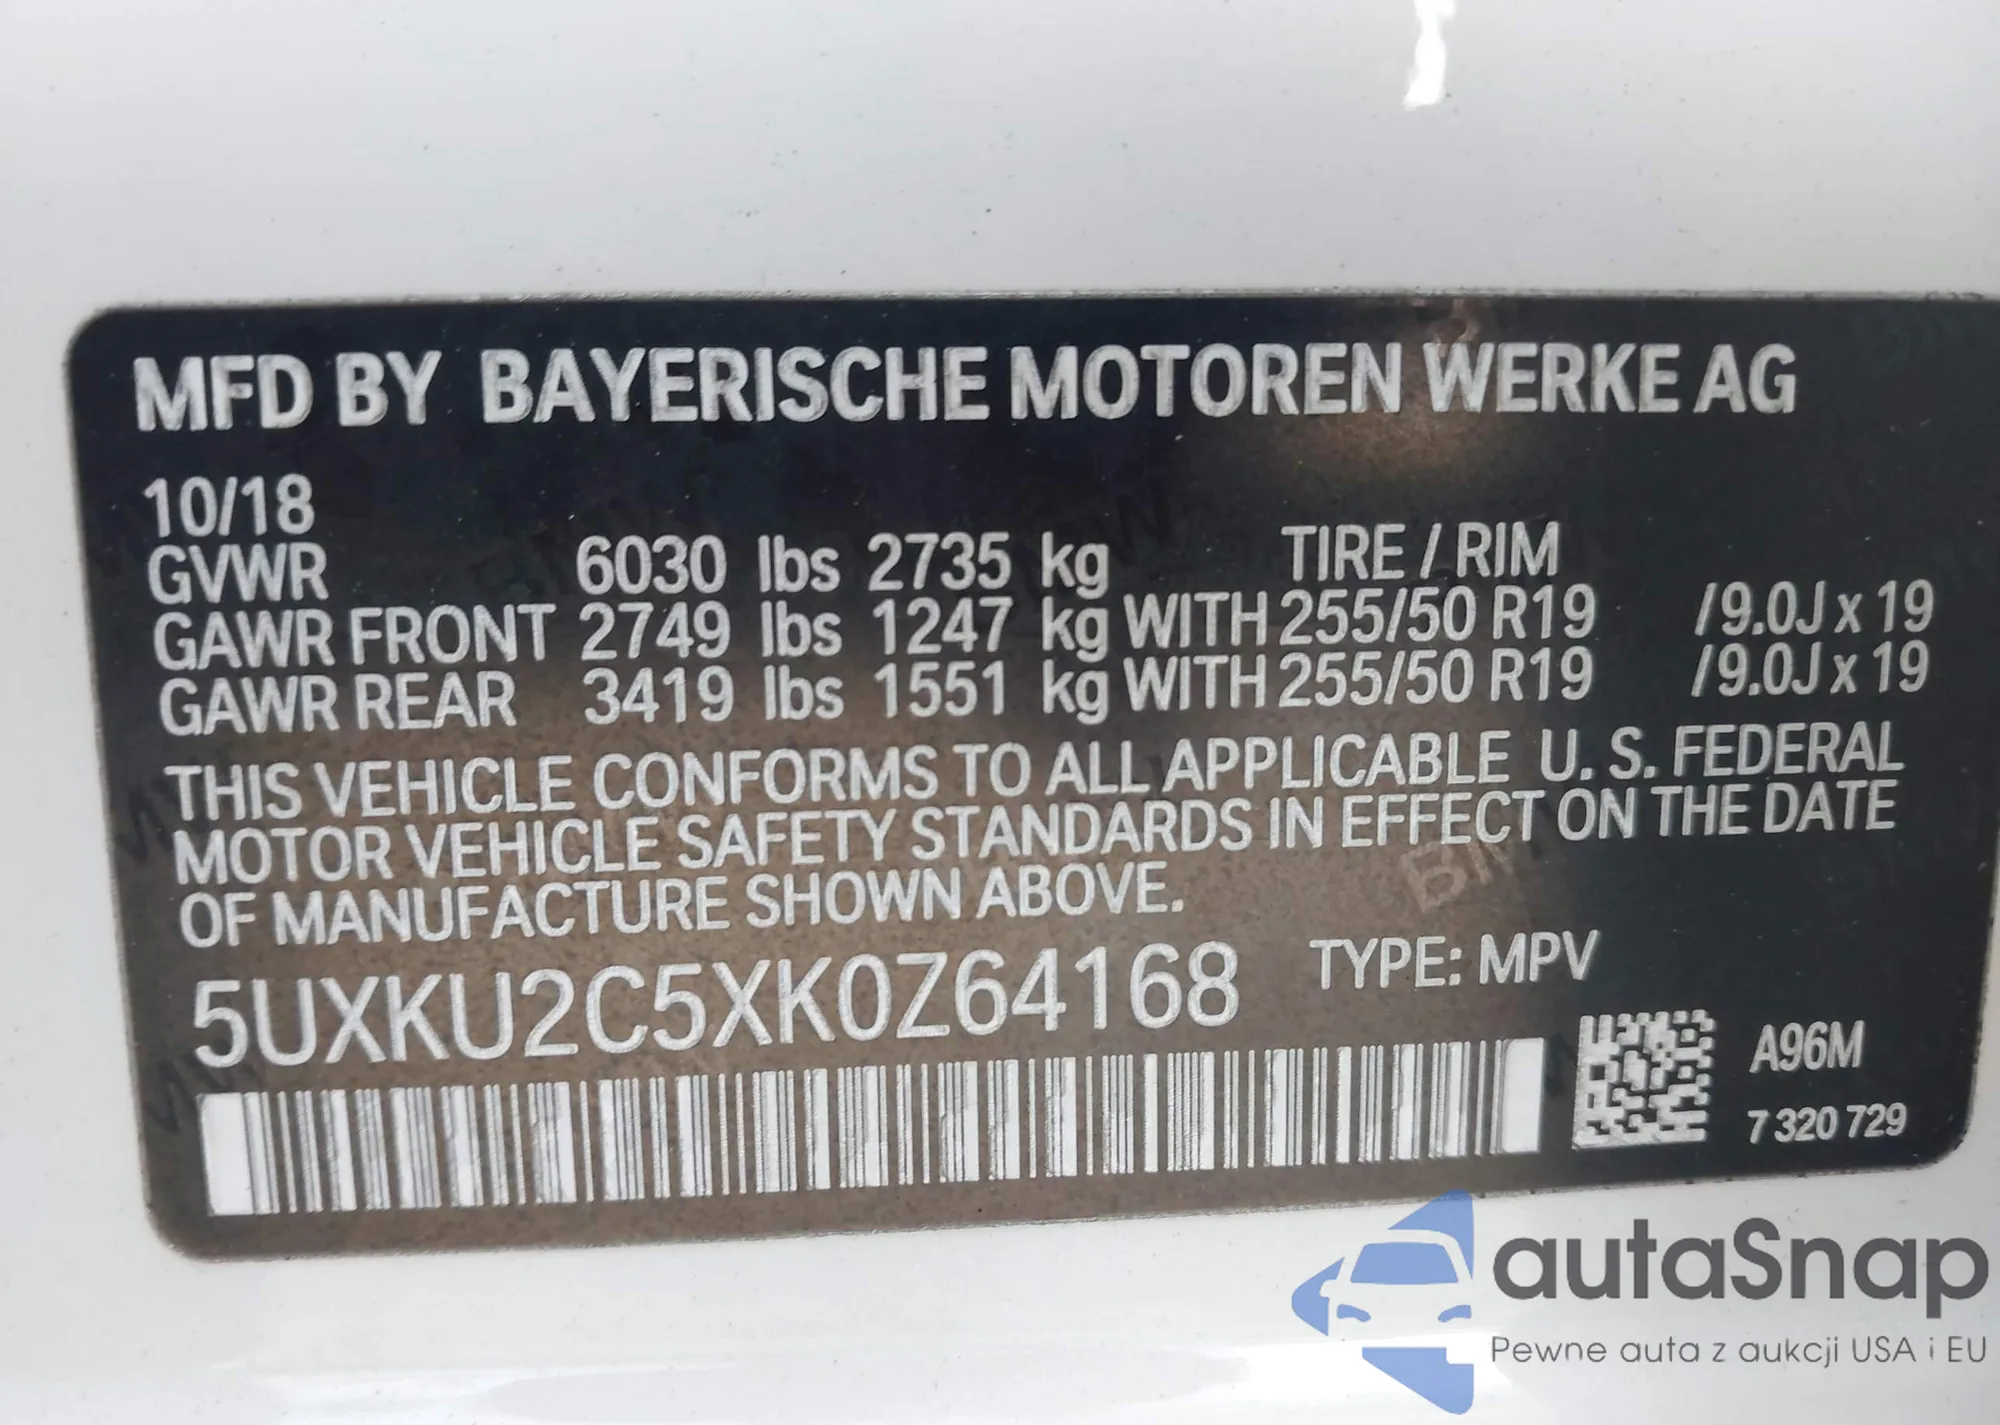 MFD BY BAYERISCHE MOTOREN WERKE AG
10/18
GVWR 6030 lbs 2735 kg TIRE / RIM
GAWR FRONT 2749 lbs 1247 kg WITH 255/50 R19 /9.0J x 19
GAWR REAR 3419 lbs 1551 kg WITH 255/50 R19 /9.0J x 19
THIS VEHICLE CONFORMS TO ALL APPLICABLE U. S. FEDERAL
MOTOR VEHICLE SAFETY STANDARDS IN EFFECT ON THE DATE
OF MANUFACTURE SHOWN ABOVE.
5UXKU2C5XK0Z64168 TYPE: MPV
A96M
7 320 729
autaSnap
Pewne auta z aukcji USA i EU